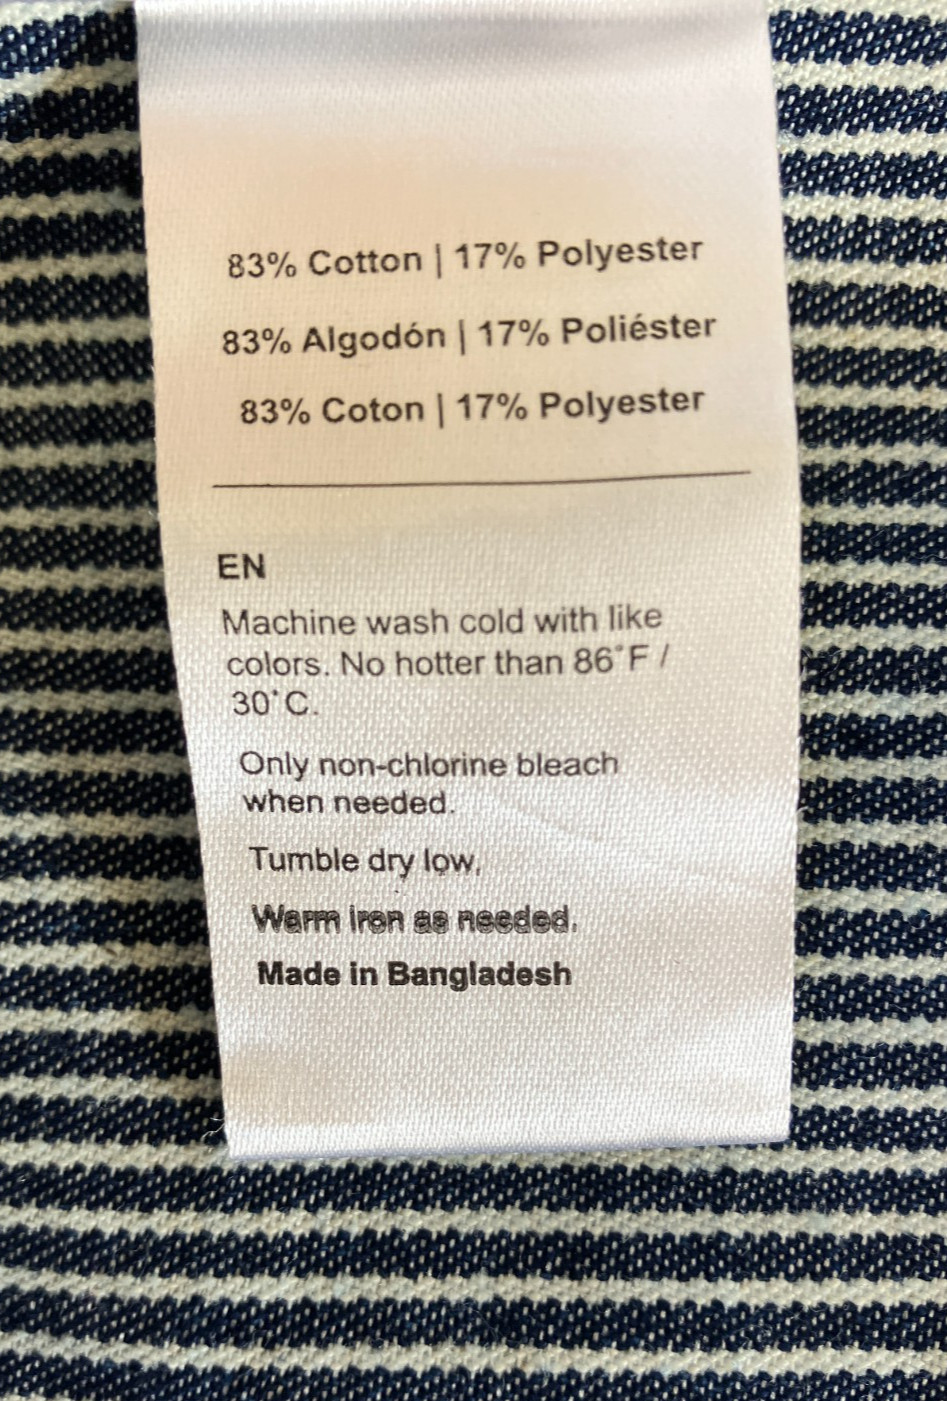 83% Cotton | 17% Polyester
83% Algodón | 17% Poliéster
83% Coton | 17% Polyester
EN
Machine wash cold with like
colors. No hotter than 86°F /
30°C.
Only non-chlorine bleach
when needed.
Tumble dry low.
Warm iron as needed.
Made in Bangladesh